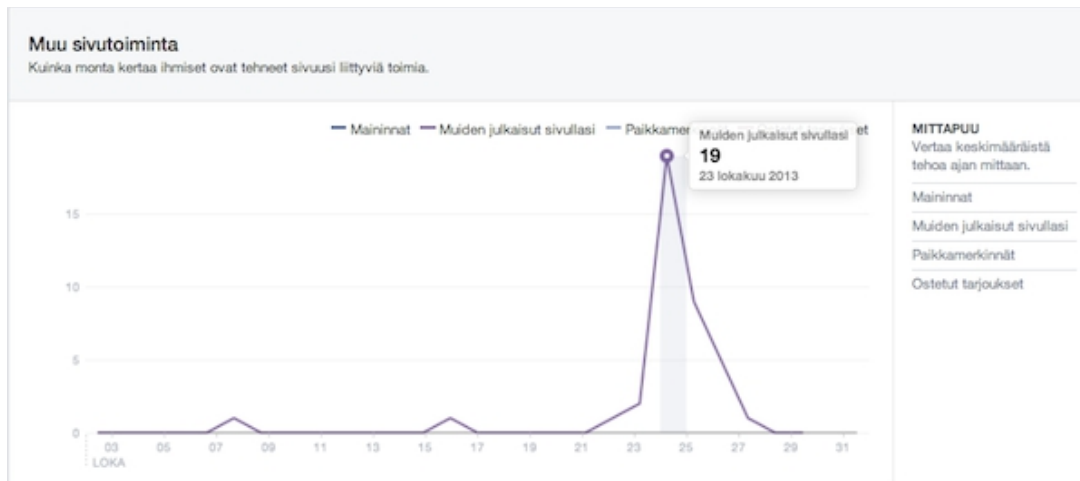 Muu sivutoiminta
Kuinka monta kertaa ihmiset ovat tehneet sivuusi liittyviä toimia.
Maininnat Muiden julkaisut sivullasi
Muiden julkaisut sivullasi
19
23 lokakuu 2013
15
10
5
0
03 05 07 09 11 13 15 17 19 21 23 25 27 29 31
LOKA
MITTAPUU
Vertaa keskimääräistä
tehoa ajan mittaan.
Maininnat
Muiden julkaisut sivullasi
Paikkamerkinnät
Ostetut tarjoukset